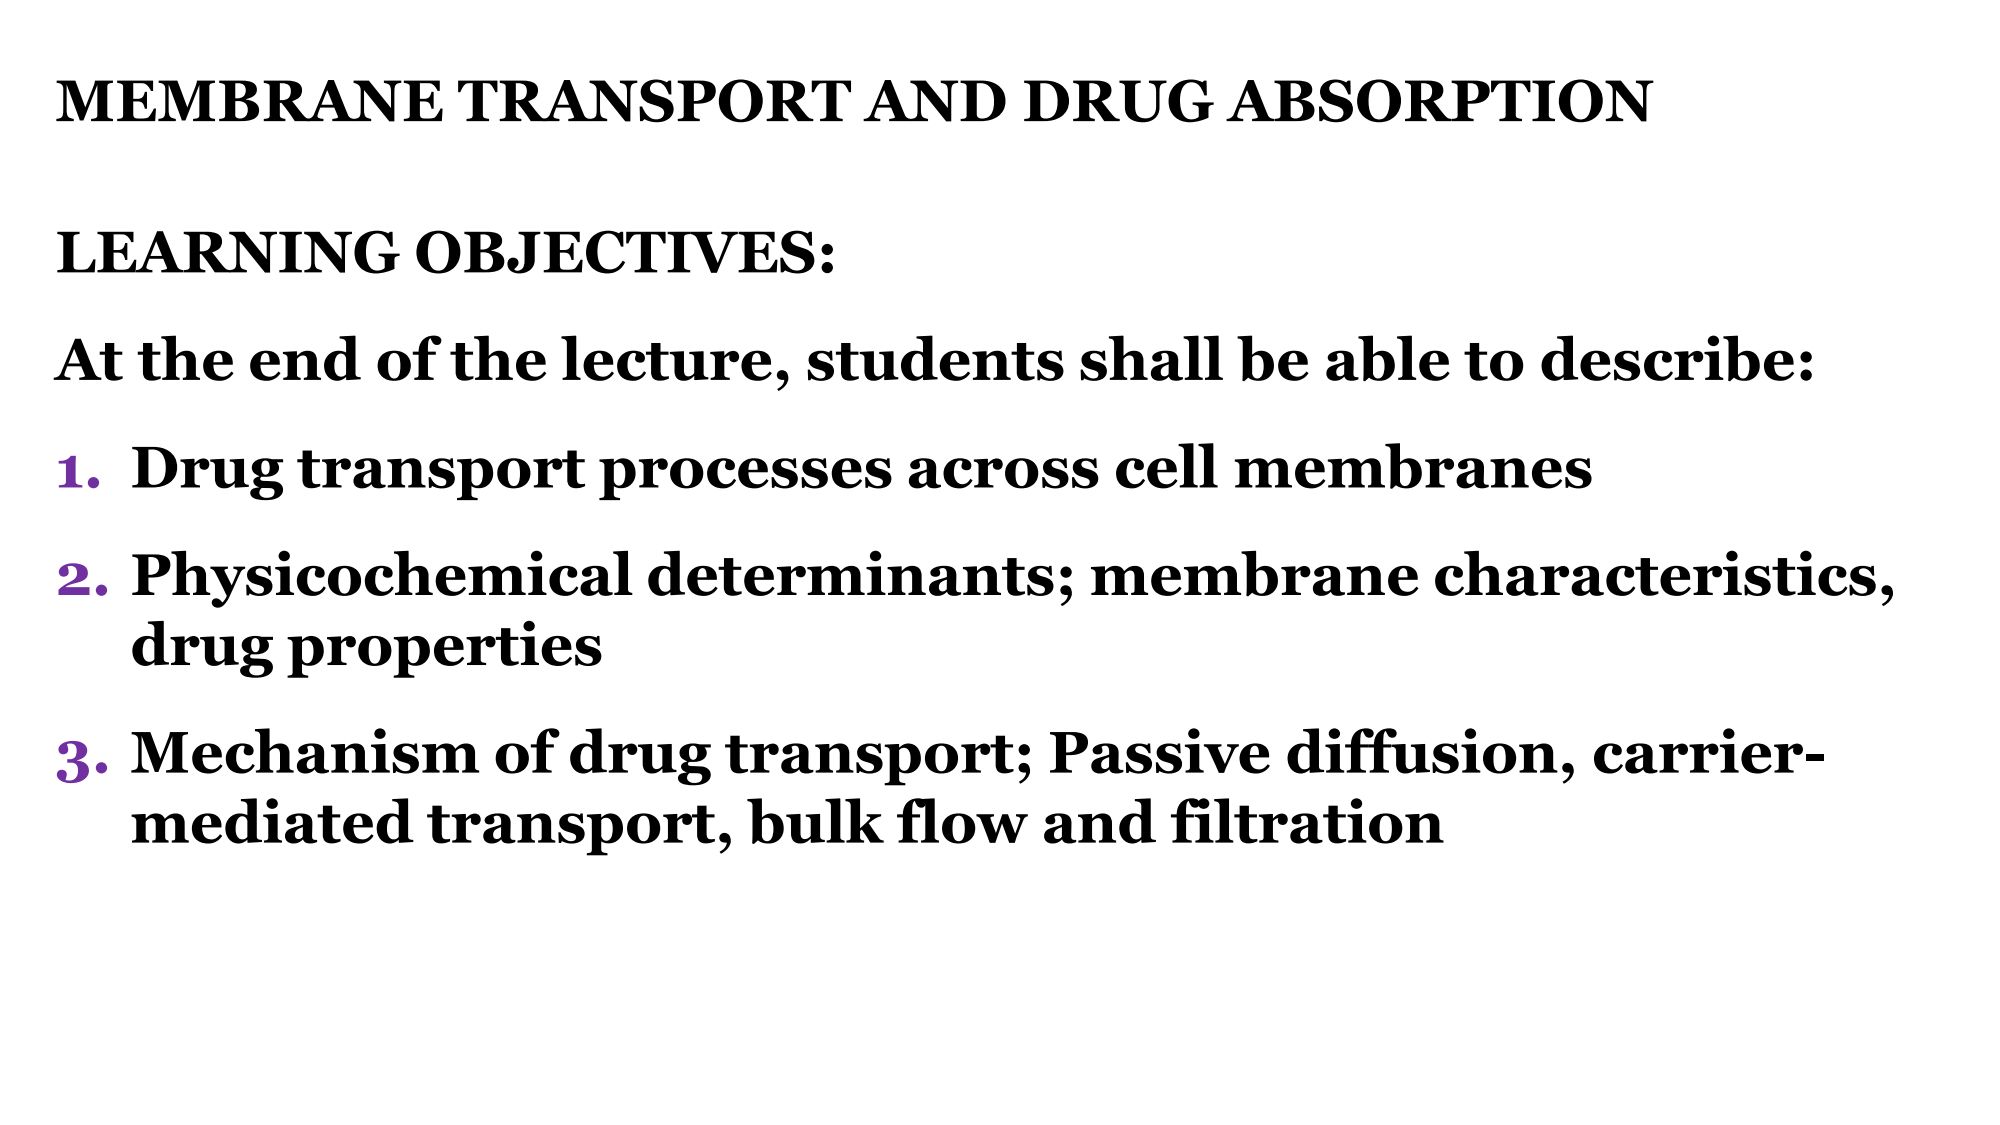 MEMBRANE TRANSPORT AND DRUG ABSORPTION
LEARNING OBJECTIVES:
At the end of the lecture, students shall be able to describe:
1. Drug transport processes across cell membranes
2. Physicochemical determinants; membrane characteristics,
drug properties
3. Mechanism of drug transport; Passive diffusion, carrier-
mediated transport, bulk flow and filtration